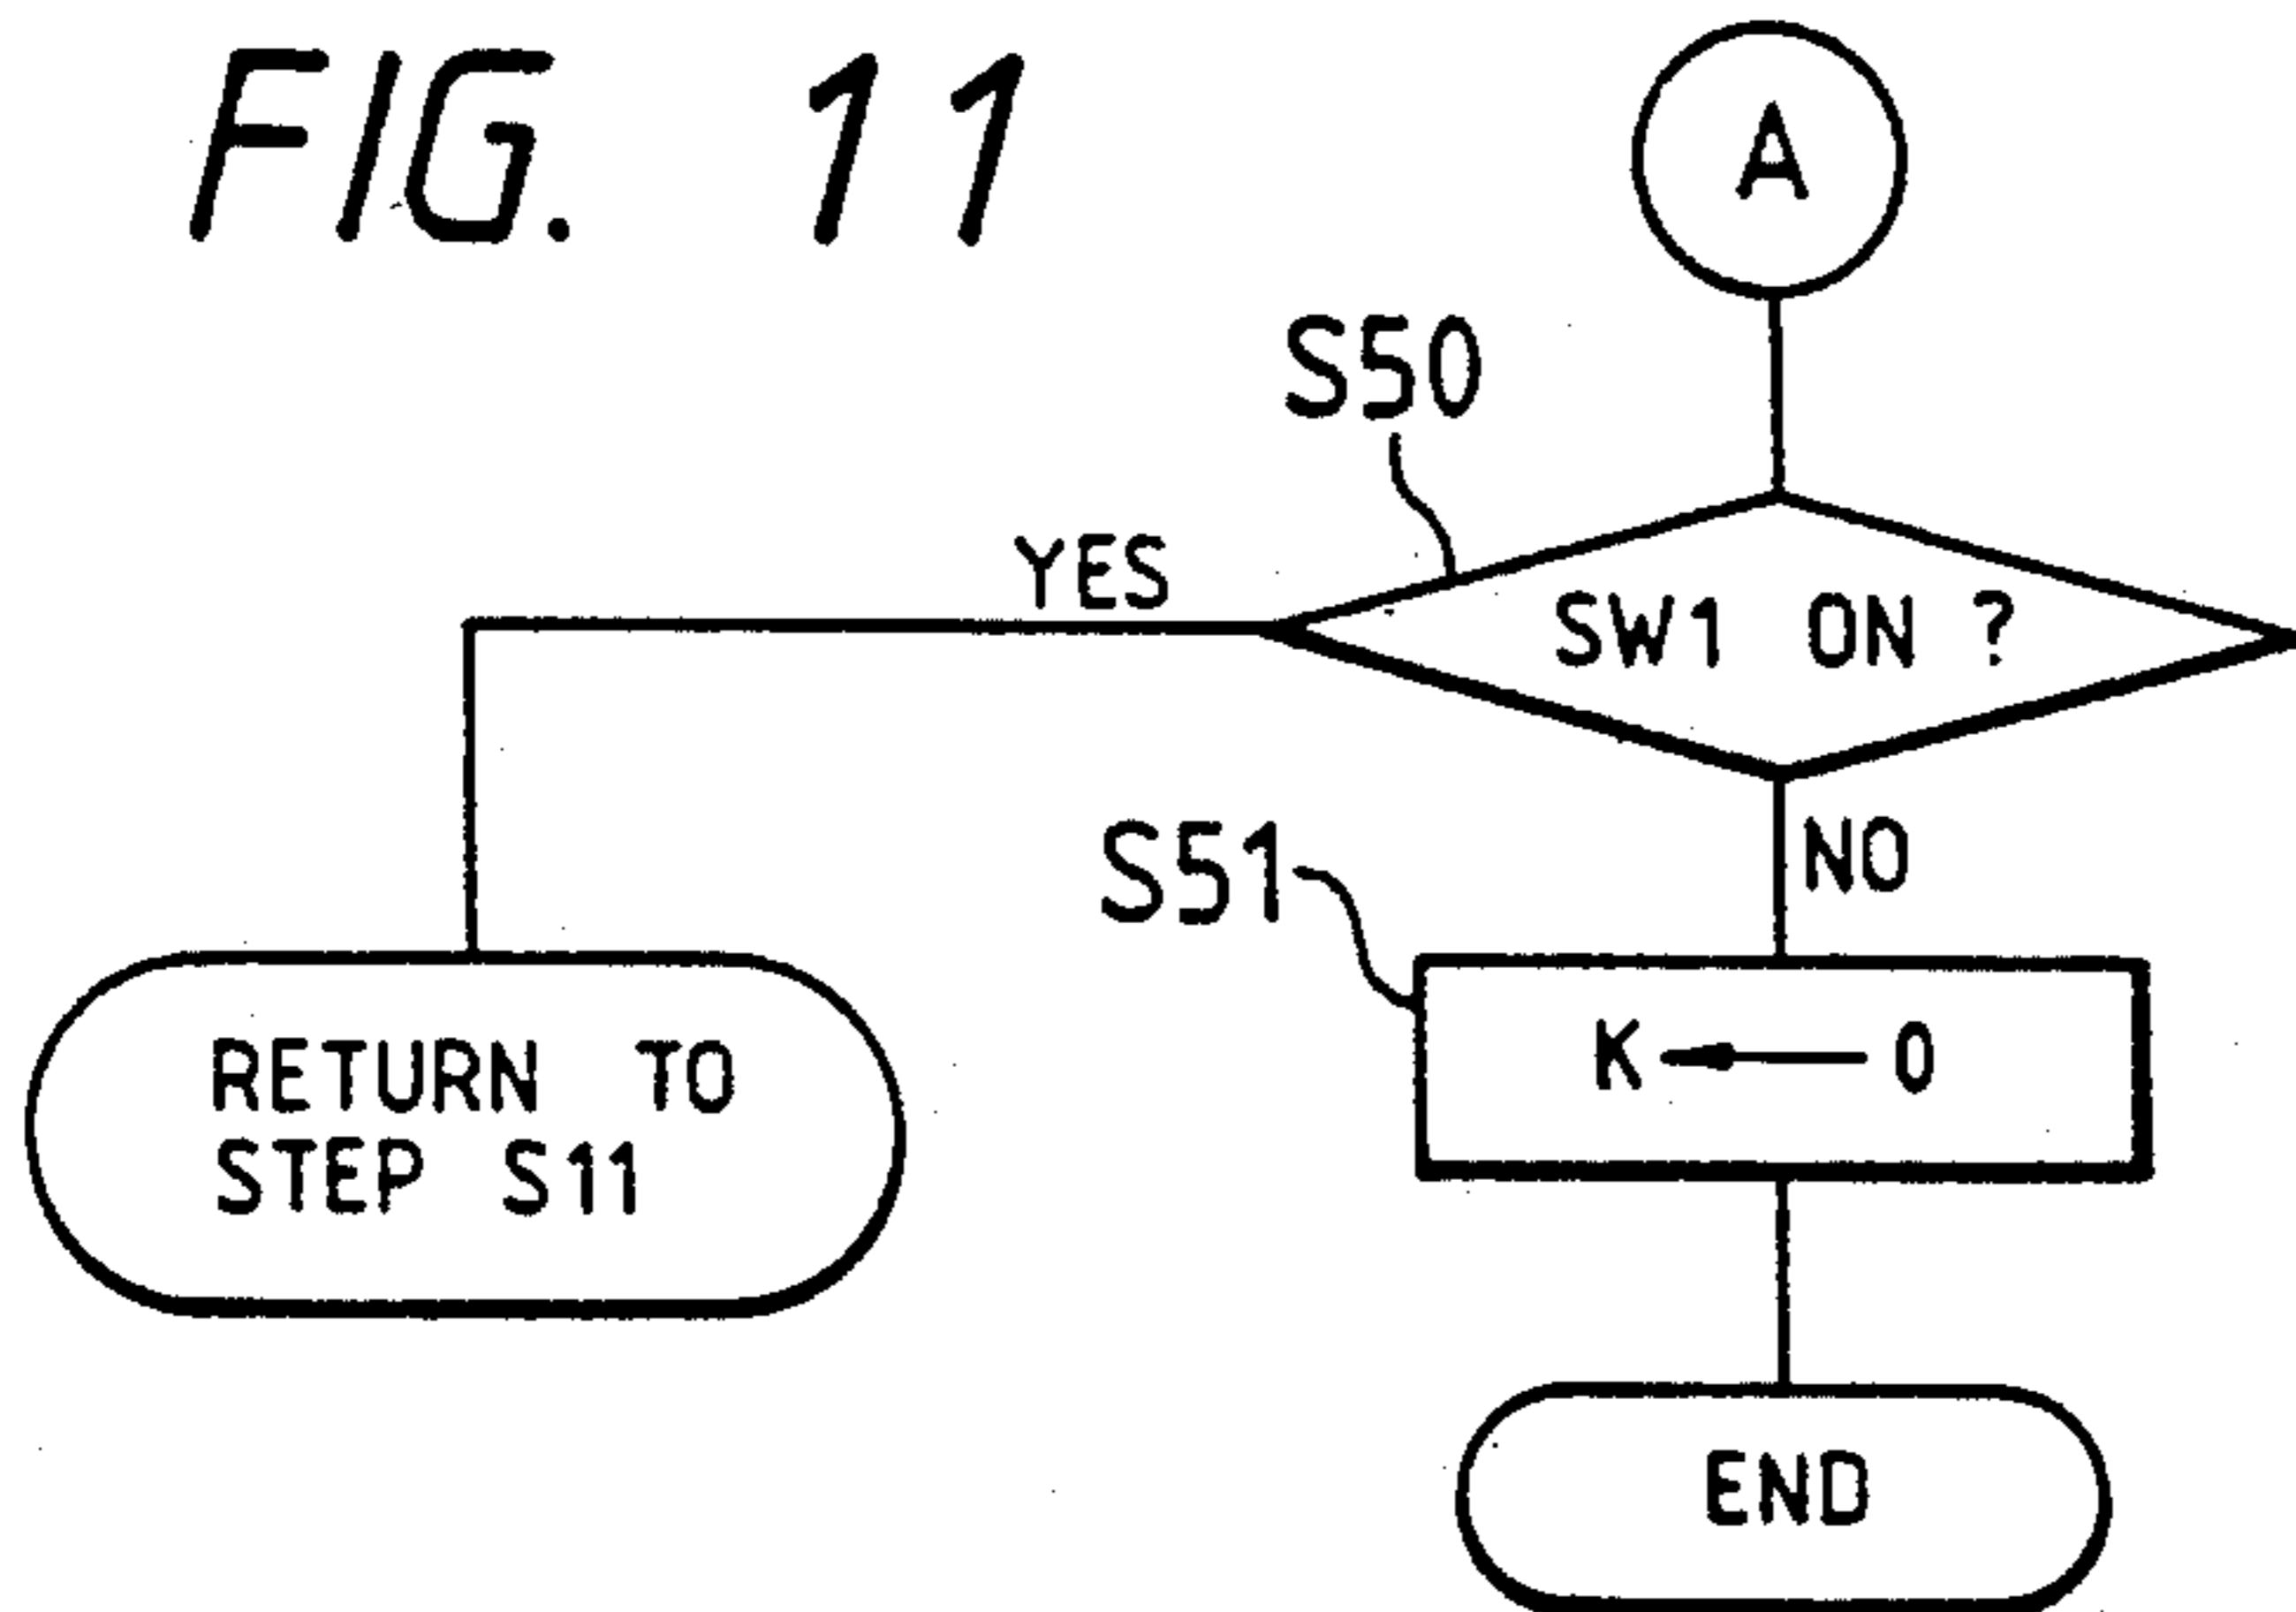 FIG. 11
A
S50
YES
SW1 ON ?
S51
NO
K ← 0
RETURN TO
STEP S11
END